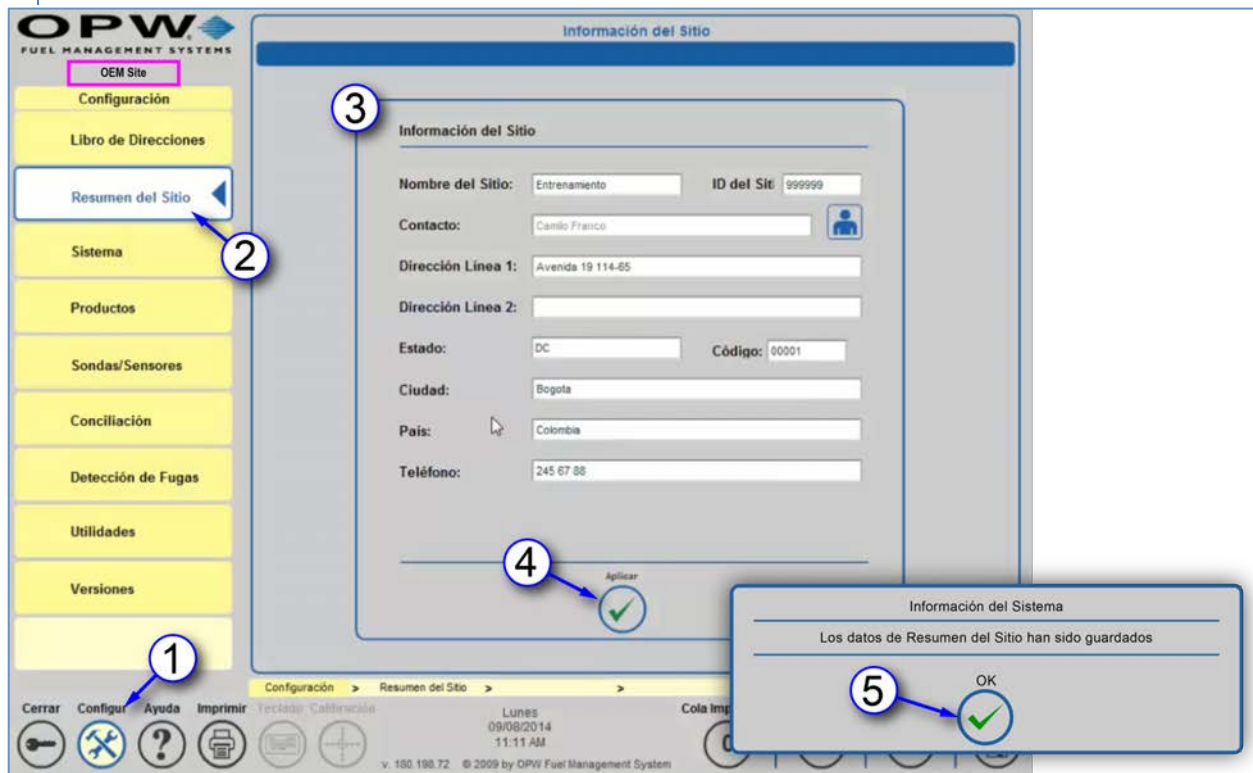 OPW
FUEL MANAGEMENT SYSTEMS
OEM Site
Configuración
Libro de Direcciones
Resumen del Sitio
2
Sistema
Productos
Sondas/Sensores
Conciliación
Detección de Fugas
Utilidades
Versiones
1
Información del Sitio
3
Información del Sitio
Nombre del Sitio: Entrenamiento ID del Siti 999999
Contacto: Camilo Franco
Dirección Linea 1: Avenida 19 114-65
Dirección Linea 2:
Estado: DC Código: 00001
Ciudad: Bogota
Pais: Colombia
Teléfono: 245 67 88
4
Aplicar
Información del Sistema
Los datos de Resumen del Sitio han sido guardados
5
OK
Configuración > Resumen del Sitio > >
Cerrar Configur Ayuda Imprimir Teclado Calibración
Lunes
09/08/2014
11:11 AM
v. 180.198.72 © 2009 by OPW Fuel Management System
Cola Imp